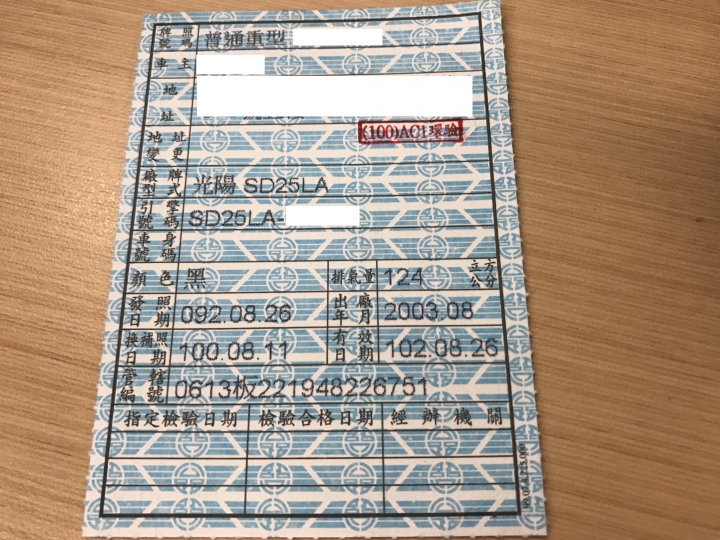 牌照號碼 普通重型
車主
地址
(100)AC1環驗
地址變更
廠牌型式 光陽 SD25LA
引擎號碼 SD25LA-
車身號碼
顏色 黑 排氣量 124 立方公分
發照日期 092.08.26 出廠年月 2003.08
換補照日期 100.08.11 有效日期 102.08.26
管轄編號 0613板221948226751
指定檢驗日期 檢驗合格日期 經辦機關